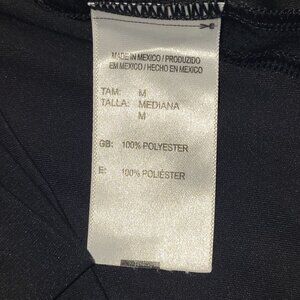 MADE IN MEXICO / PRODUZIDO
EM MEXICO / HECHO EN MEXICO
TAM: M
TALLA: MEDIANA
M
GB: 100% POLYESTER
E: 100% POLIÉSTER